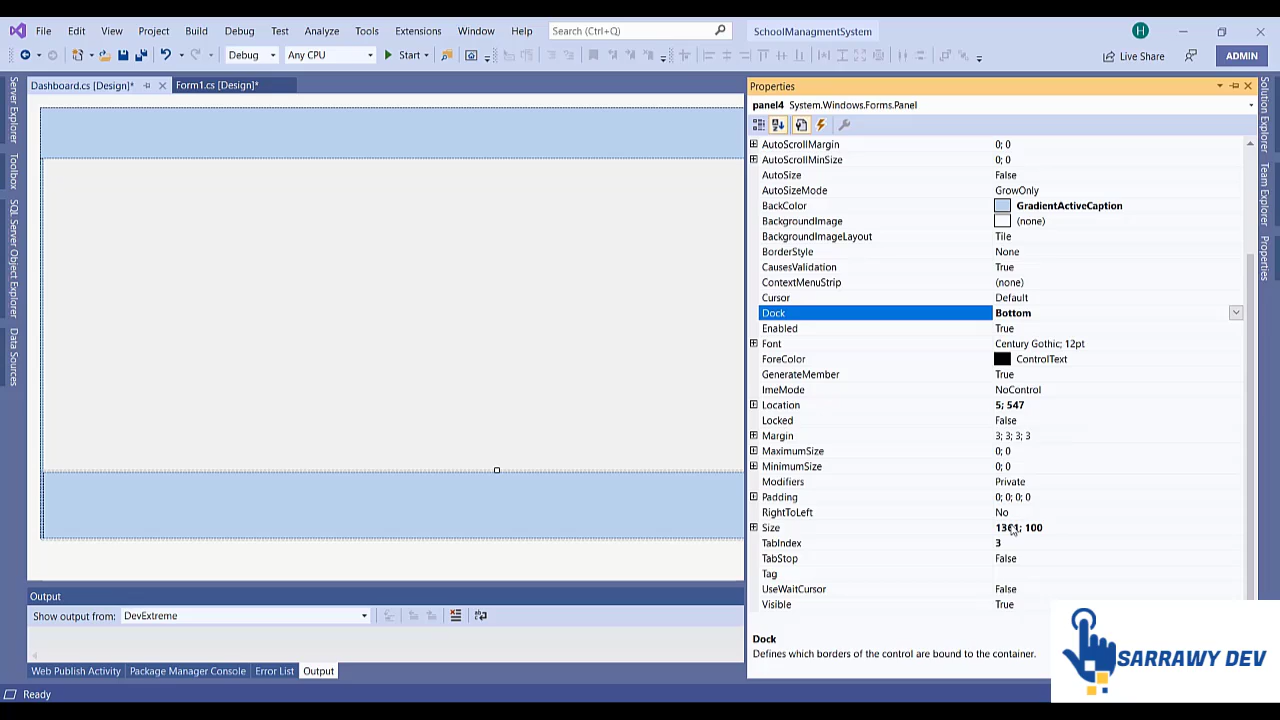 File Edit View Project Build Debug Test Analyze Tools Extensions Window Help Search (Ctrl+Q) SchoolManagmentSystem H
Debug Any CPU Start Live Share ADMIN
Dashboard.cs [Design]* Form1.cs [Design]*
Server Explorer
Toolbox
SQL Server Object Explorer
Data Sources
Properties
panel4 System.Windows.Forms.Panel
AutoScrollMargin 0; 0
AutoScrollMinSize 0; 0
AutoSize False
AutoSizeMode GrowOnly
BackColor GradientActiveCaption
BackgroundImage (none)
BackgroundImageLayout Tile
BorderStyle None
CausesValidation True
ContextMenuStrip (none)
Cursor Default
Dock Bottom
Enabled True
Font Century Gothic; 12pt
ForeColor ControlText
GenerateMember True
ImeMode NoControl
Location 5; 547
Locked False
Margin 3; 3; 3; 3
MaximumSize 0; 0
MinimumSize 0; 0
Modifiers Private
Padding 0; 0; 0; 0
RightToLeft No
Size 100
TabIndex 3
TabStop False
Tag
UseWaitCursor False
Visible True
Dock
Defines which borders of the control are bound to the container.
Solution Explorer
Team Explorer
Properties
Output
Show output from: DevExtreme
Web Publish Activity Package Manager Console Error List Output
Ready
SARRAWY DEV